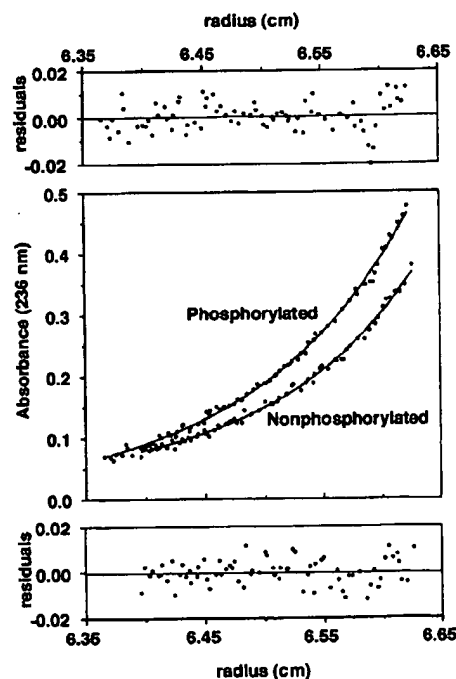 radius (cm)
6.35 6.45 6.55 6.65
0.02
0.00
-0.02
residuals
0.5
0.4
0.3
0.2
0.1
0.0
Absorbance (236 nm)
Phosphorylated
Nonphosphorylated
0.02
0.00
-0.02
residuals
6.35 6.45 6.55 6.65
radius (cm)